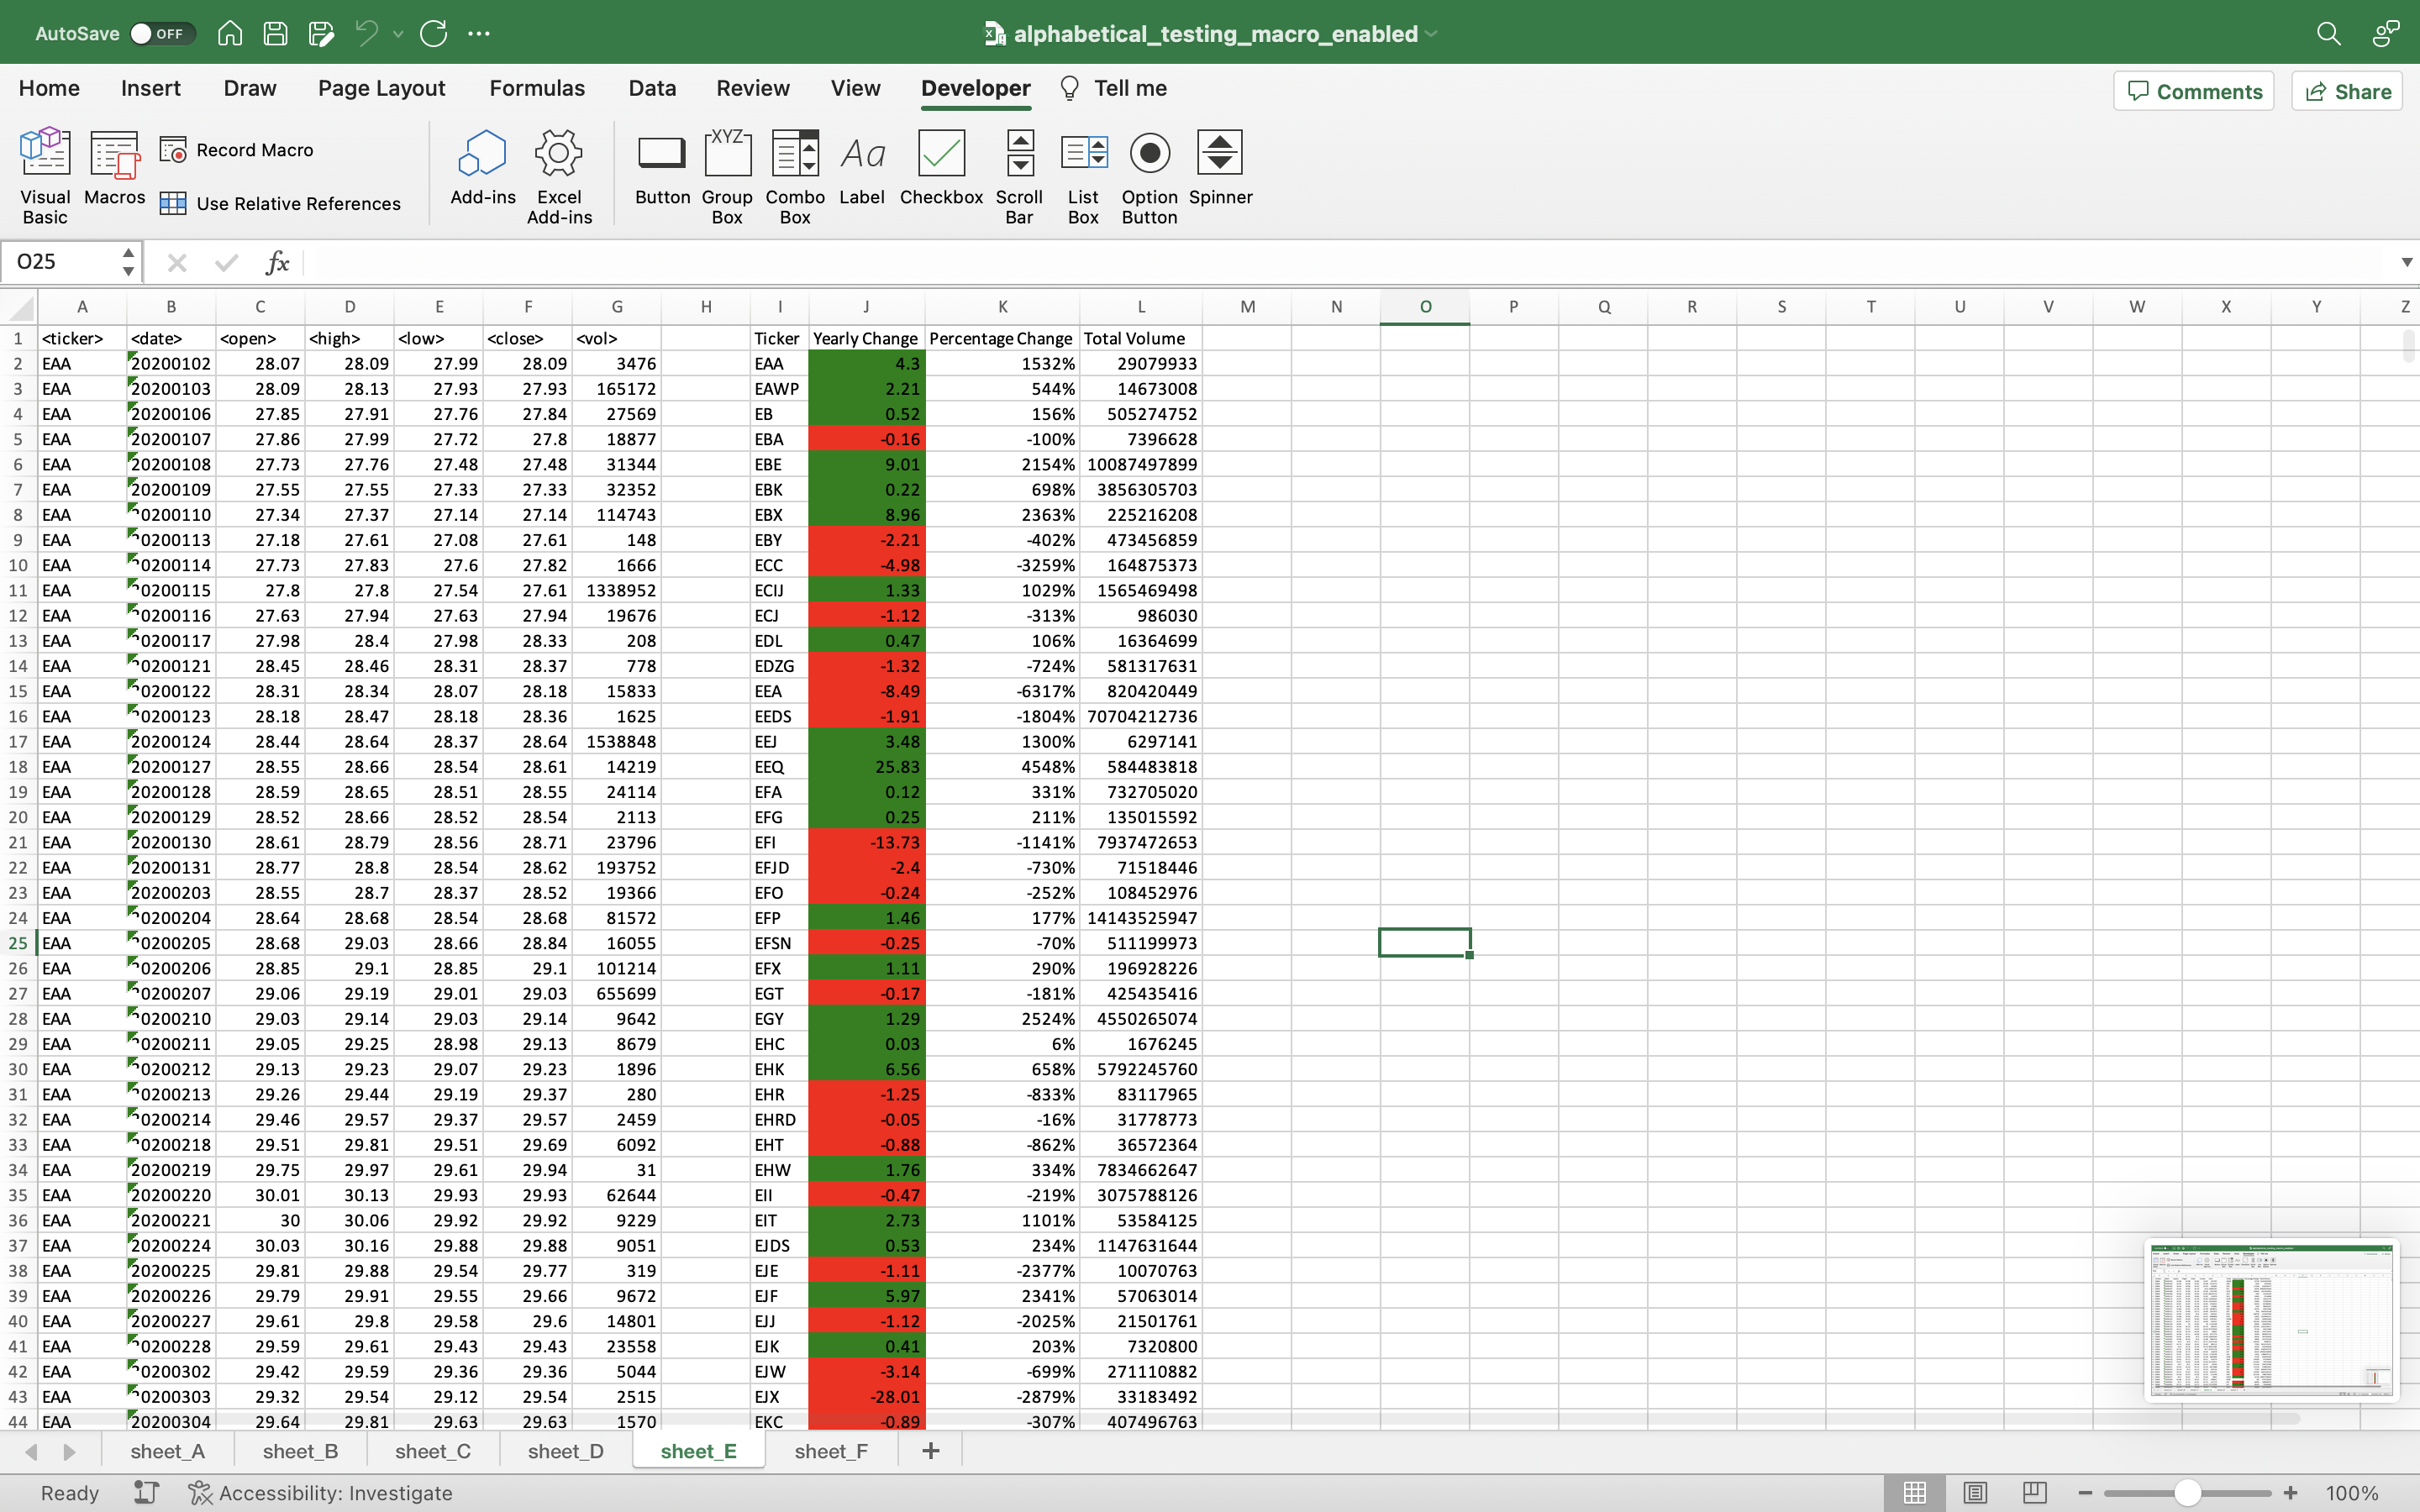 AutoSave OFF alphabetical_testing_macro_enabled
Home Insert Draw Page Layout Formulas Data Review View Developer Tell me Comments Share
Visual Basic Macros Record Macro Use Relative References Add-ins Excel Add-ins Button Group Box Combo Box Label Checkbox Scroll Bar List Box Option Button Spinner
XYZ Aa
O25 fx
A B C D E F G H I J K L M N O P Q R S T U V W X Y Z
1 <ticker> <date> <open> <high> <low> <close> <vol> Ticker Yearly Change Percentage Change Total Volume
2 EAA 20200102 28.07 28.09 27.99 28.09 3476 EAA 4.3 1532% 29079933
3 EAA 20200103 28.09 28.13 27.93 27.93 165172 EAWP 2.21 544% 14673008
4 EAA 20200106 27.85 27.91 27.76 27.84 27569 EB 0.52 156% 505274752
5 EAA 20200107 27.86 27.99 27.72 27.8 18877 EBA -0.16 -100% 7396628
6 EAA 20200108 27.73 27.76 27.48 27.48 31344 EBE 9.01 2154% 10087497899
7 EAA 20200109 27.55 27.55 27.33 27.33 32352 EBK 0.22 698% 3856305703
8 EAA 20200110 27.34 27.37 27.14 27.14 114743 EBX 8.96 2363% 225216208
9 EAA 20200113 27.18 27.61 27.08 27.61 148 EBY -2.21 -402% 473456859
10 EAA 20200114 27.73 27.83 27.6 27.82 1666 ECC -4.98 -3259% 164875373
11 EAA 20200115 27.8 27.8 27.54 27.61 1338952 ECIJ 1.33 1029% 1565469498
12 EAA 20200116 27.63 27.94 27.63 27.94 19676 ECJ -1.12 -313% 986030
13 EAA 20200117 27.98 28.4 27.98 28.33 208 EDL 0.47 106% 16364699
14 EAA 20200121 28.45 28.46 28.31 28.37 778 EDZG -1.32 -724% 581317631
15 EAA 20200122 28.31 28.34 28.07 28.18 15833 EEA -8.49 -6317% 820420449
16 EAA 20200123 28.18 28.47 28.18 28.36 1625 EEDS -1.91 -1804% 70704212736
17 EAA 20200124 28.44 28.64 28.37 28.64 1538848 EEJ 3.48 1300% 6297141
18 EAA 20200127 28.55 28.66 28.54 28.61 14219 EEQ 25.83 4548% 584483818
19 EAA 20200128 28.59 28.65 28.51 28.55 24114 EFA 0.12 331% 732705020
20 EAA 20200129 28.52 28.66 28.52 28.54 2113 EFG 0.25 211% 135015592
21 EAA 20200130 28.61 28.79 28.56 28.71 23796 EFI -13.73 -1141% 7937472653
22 EAA 20200131 28.77 28.8 28.54 28.62 193752 EFJD -2.4 -730% 71518446
23 EAA 20200203 28.55 28.7 28.37 28.52 19366 EFO -0.24 -252% 108452976
24 EAA 20200204 28.64 28.68 28.54 28.68 81572 EFP 1.46 177% 14143525947
25 EAA 20200205 28.68 29.03 28.66 28.84 16055 EFSN -0.25 -70% 511199973
26 EAA 20200206 28.85 29.1 28.85 29.1 101214 EFX 1.11 290% 196928226
27 EAA 20200207 29.06 29.19 29.01 29.03 655699 EGT -0.17 -181% 425435416
28 EAA 20200210 29.03 29.14 29.03 29.14 9642 EGY 1.29 2524% 4550265074
29 EAA 20200211 29.05 29.25 28.98 29.13 8679 EHC 0.03 6% 1676245
30 EAA 20200212 29.13 29.23 29.07 29.23 1896 EHK 6.56 658% 5792245760
31 EAA 20200213 29.26 29.44 29.19 29.37 280 EHR -1.25 -833% 83117965
32 EAA 20200214 29.46 29.57 29.37 29.57 2459 EHRD -0.05 -16% 31778773
33 EAA 20200218 29.51 29.81 29.51 29.69 6092 EHT -0.88 -862% 36572364
34 EAA 20200219 29.75 29.97 29.61 29.94 31 EHW 1.76 334% 7834662647
35 EAA 20200220 30.01 30.13 29.93 29.93 62644 EII -0.47 -219% 3075788126
36 EAA 20200221 30 30.06 29.92 29.92 9229 EIT 2.73 1101% 53584125
37 EAA 20200224 30.03 30.16 29.88 29.88 9051 EJDS 0.53 234% 1147631644
38 EAA 20200225 29.81 29.88 29.54 29.77 319 EJE -1.11 -2377% 10070763
39 EAA 20200226 29.79 29.91 29.55 29.66 9672 EJF 5.97 2341% 57063014
40 EAA 20200227 29.61 29.8 29.58 29.6 14801 EJJ -1.12 -2025% 21501761
41 EAA 20200228 29.59 29.61 29.43 29.43 23558 EJK 0.41 203% 7320800
42 EAA 20200302 29.42 29.59 29.36 29.36 5044 EJW -3.14 -699% 271110882
43 EAA 20200303 29.32 29.54 29.12 29.54 2515 EJX -28.01 -2879% 33183492
44 EAA 20200304 29.64 29.81 29.63 29.63 1570 EKC -0.89 -307% 407496763
sheet_A sheet_B sheet_C sheet_D sheet_E sheet_F +
Ready Accessibility: Investigate 100%